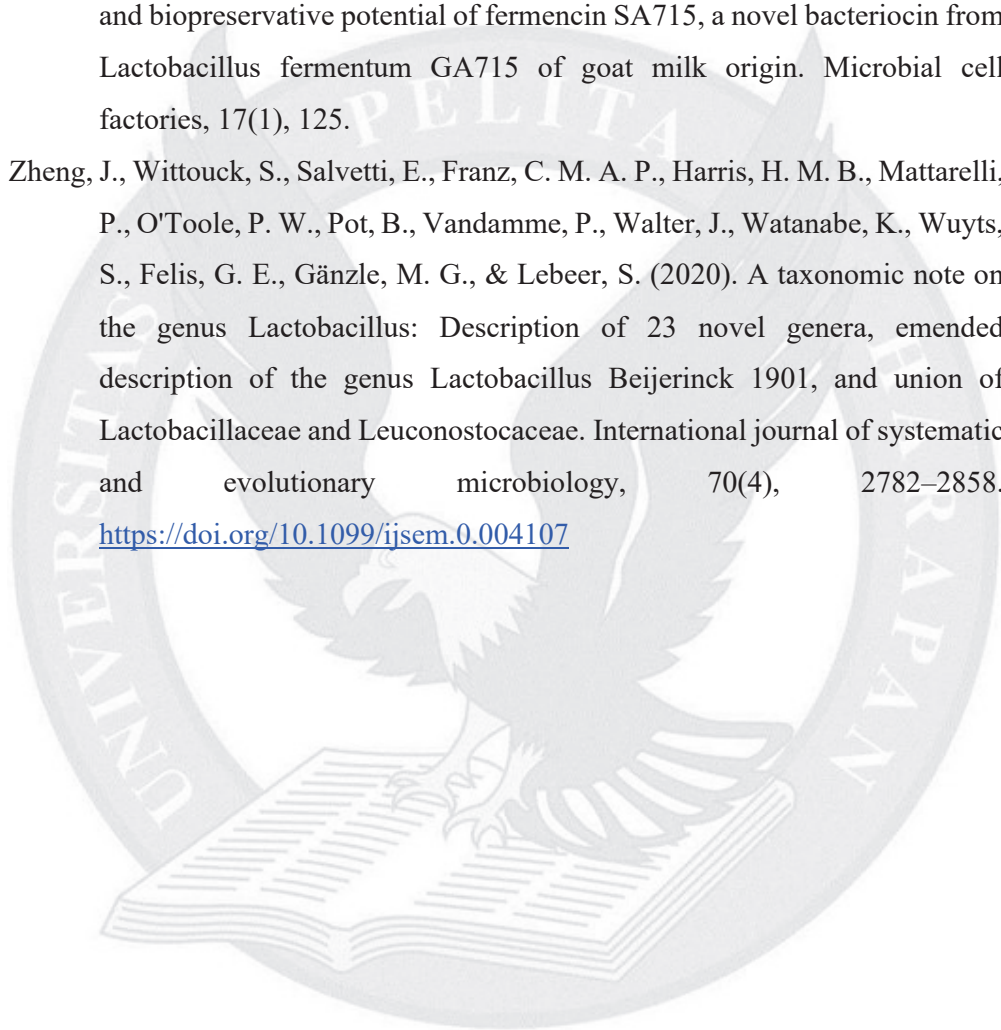 and biopreservative potential of fermencin SA715, a novel bacteriocin from
Lactobacillus fermentum GA715 of goat milk origin. Microbial cell
factories, 17(1), 125.
Zheng, J., Wittouck, S., Salvetti, E., Franz, C. M. A. P., Harris, H. M. B., Mattarelli,
P., O'Toole, P. W., Pot, B., Vandamme, P., Walter, J., Watanabe, K., Wuyts,
S., Felis, G. E., Gänzle, M. G., & Lebeer, S. (2020). A taxonomic note on
the genus Lactobacillus: Description of 23 novel genera, emended
description of the genus Lactobacillus Beijerinck 1901, and union of
Lactobacillaceae and Leuconostocaceae. International journal of systematic
and evolutionary microbiology, 70(4), 2782–2858.
https://doi.org/10.1099/ijsem.0.004107
UNIVERSITAS PELITA HARAPAN